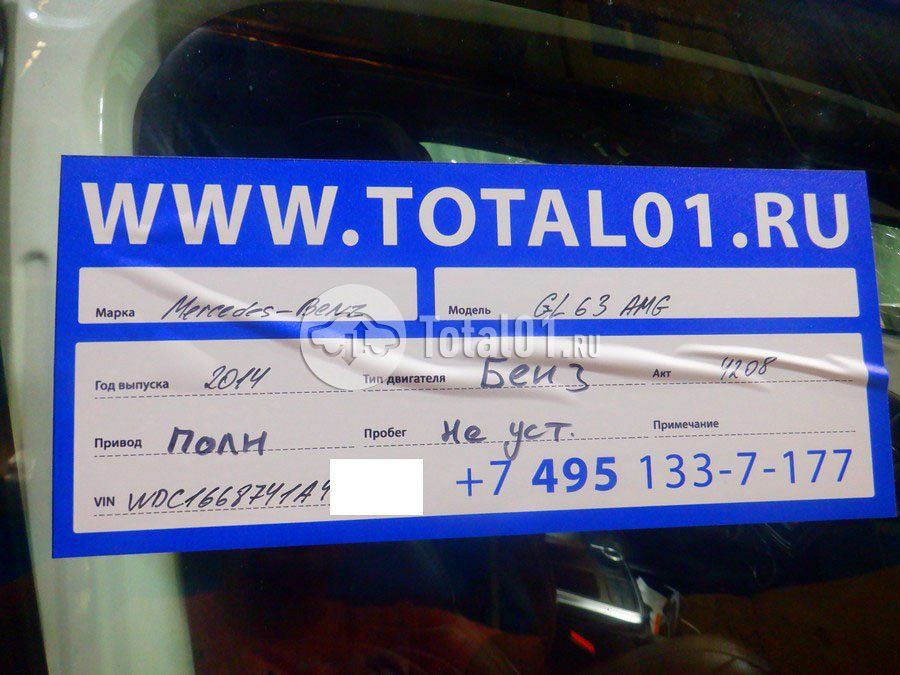 WWW.TOTAL01.RU
Марка Mercedes-Benz Модель GL 63 AMG
Total01.RU
Год выпуска 2014 Тип двигателя Бенз Акт 4208
Привод Полн Пробег Не уст. Примечание
VIN WDC1668741A4 +7 495 133-7-177